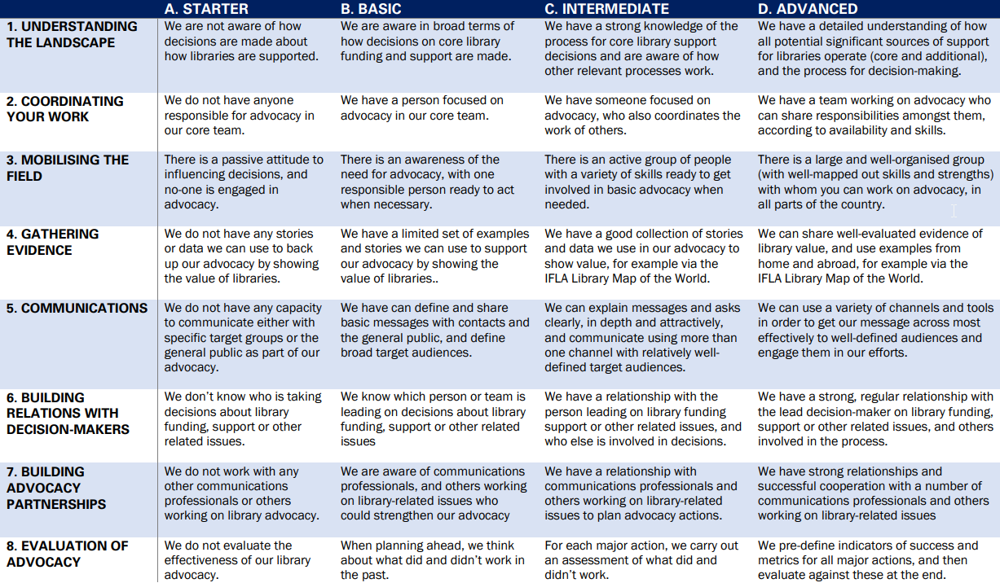 A. STARTER
B. BASIC
C. INTERMEDIATE
D. ADVANCED
1. UNDERSTANDING
THE LANDSCAPE
We are not aware of how
decisions are made about
how libraries are supported.
We are aware in broad terms of
how decisions on core library
funding and support are made.
We have a strong knowledge of the
process for core library support
decisions and are aware of how
other relevant processes work.
We have a detailed understanding of how
all potential significant sources of support
for libraries operate (core and additional),
and the process for decision-making.
2. COORDINATING
YOUR WORK
We do not have anyone
responsible for advocacy in
our core team.
We have a person focused on
advocacy in our core team.
We have someone focused on
advocacy, who also coordinates the
work of others.
We have a team working on advocacy who
can share responsibilities amongst them,
according to availability and skills.
3. MOBILISING THE
FIELD
There is a passive attitude to
influencing decisions, and
no-one is engaged in
advocacy.
There is an awareness of the
need for advocacy, with one
responsible person ready to act
when necessary.
There is an active group of people
with a variety of skills ready to get
involved in basic advocacy when
needed.
There is a large and well-organised group
(with well-mapped out skills and strengths)
with whom you can work on advocacy, in
all parts of the country.
4. GATHERING
EVIDENCE
We do not have any stories
or data we can use to back
up our advocacy by showing
the value of libraries.
We have a limited set of examples
and stories we can use to support
our advocacy by showing the
value of libraries..
We have a good collection of stories
and data we use in our advocacy to
show value, for example via the
IFLA Library Map of the World.
We can share well-evaluated evidence of
library value, and use examples from
home and abroad, for example via the
IFLA Library Map of the World.
5. COMMUNICATIONS
We do not have any capacity
to communicate either with
specific target groups or the
general public as part of our
advocacy.
We have can define and share
basic messages with contacts and
the general public, and define
broad target audiences.
We can explain messages and asks
clearly, in depth and attractively,
and communicate using more than
one channel with relatively well-
defined target audiences.
We can use a variety of channels and tools
in order to get our message across most
effectively to well-defined audiences and
engage them in our efforts.
6. BUILDING
RELATIONS WITH
DECISION-MAKERS
We don't know who is taking
decisions about library
funding, support or other
related issues.
We know which person or team is
leading on decisions about library
funding, support or other related
issues
We have a relationship with the
person leading on library funding
support or other related issues, and
who else is involved in decisions.
We have a strong, regular relationship with
the lead decision-maker on library funding,
support or other related issues, and others
involved in the process.
7. BUILDING
ADVOCACY
PARTNERSHIPS
We do not work with any
other communications
professionals or others
working on library advocacy.
We are aware of communications
professionals, and others working
on library-related issues who
could strengthen our advocacy
We have a relationship with
communications professionals and
others working on library-related
issues to plan advocacy actions.
We have strong relationships and
successful cooperation with a number of
communications professionals and others
working on library-related issues
8. EVALUATION OF
ADVOCACY
We do not evaluate the
effectiveness of our library
advocacy.
When planning ahead, we think
about what did and didn't work in
the past.
For each major action, we carry out
an assessment of what did and
didn't work.
We pre-define indicators of success and
metrics for all major actions, and then
evaluate against these at the end.